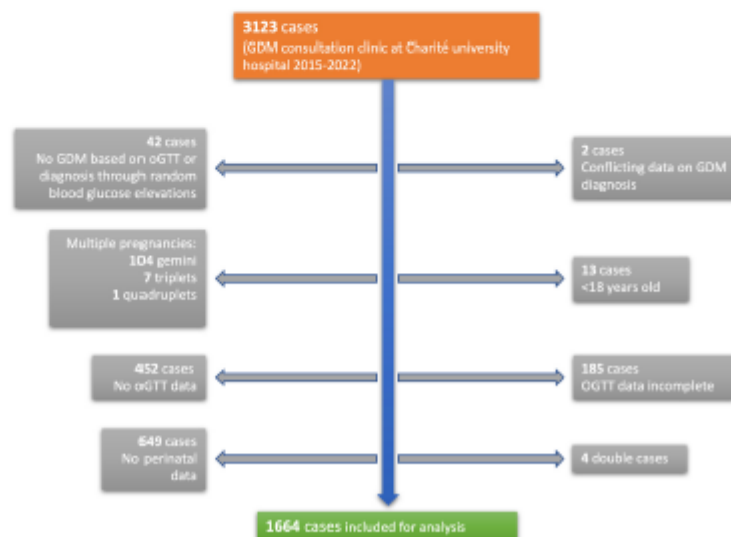 3123 cases
(GDM consultation clinic at Charité university
hospital 2015-2022)
42 cases
No GDM based on oGTT or
diagnosis through random
blood glucose elevations
2 cases
Conflicting data on GDM
diagnosis
Multiple pregnancies:
104 gemini
7 triplets
1 quadruplets
13 cases
<18 years old
452 cases
No oGTT data
185 cases
OGTT data incomplete
649 cases
No perinatal
data
4 double cases
1664 cases included for analysis